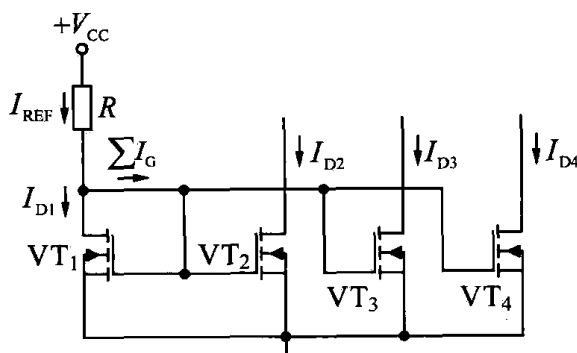 +V_CC
I_REF R
∑I_G
I_D1 I_D2 I_D3 I_D4
VT_1 VT_2 VT_3 VT_4